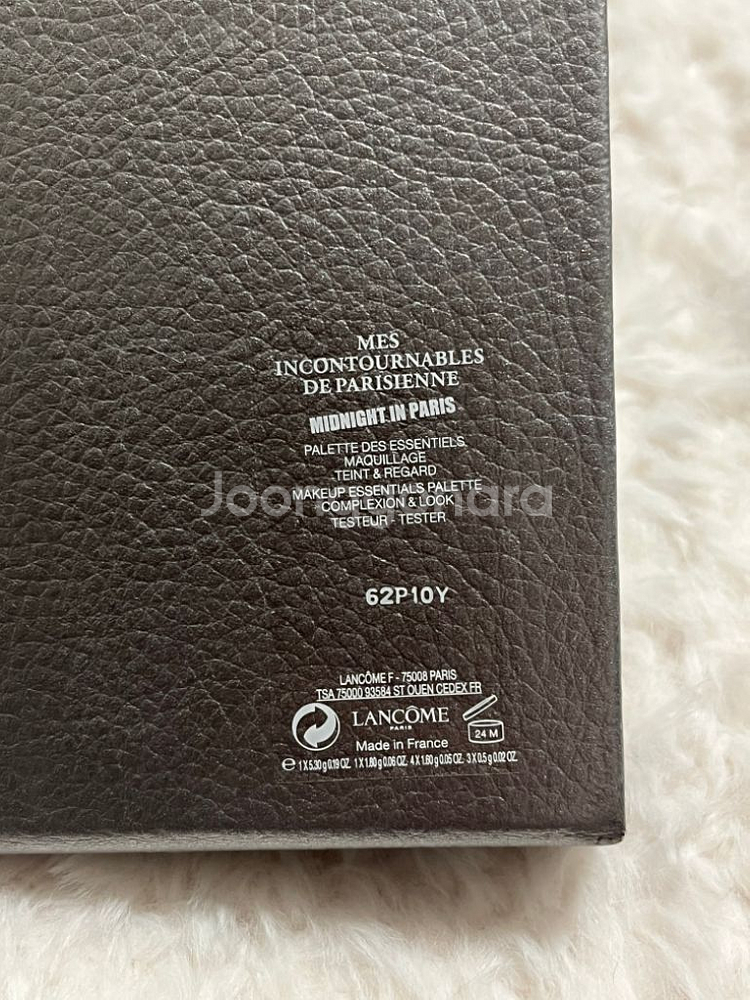 MES
INCONTOURNABLES
DE PARISIENNE
MIDNIGHT IN PARIS
PALETTE DES ESSENTIELS
MAQUILLAGE
TEINT & REGARD
MAKEUP ESSENTIALS PALETTE
COMPLEXION & LOOK
Joonggonara
TESTEUR - TESTER
62P10Y
LANCÔME F - 75008 PARIS
TSA 75000 93584 ST OUEN CEDEX FR
LANCÔME
PARIS
24 M
Made in France
℮ 1 X 5.30 g 0.19 OZ. 1 X 1.80 g 0.06 OZ. 4 X 1.60 g 0.05 OZ. 3 X 0.5 g 0.02 OZ.